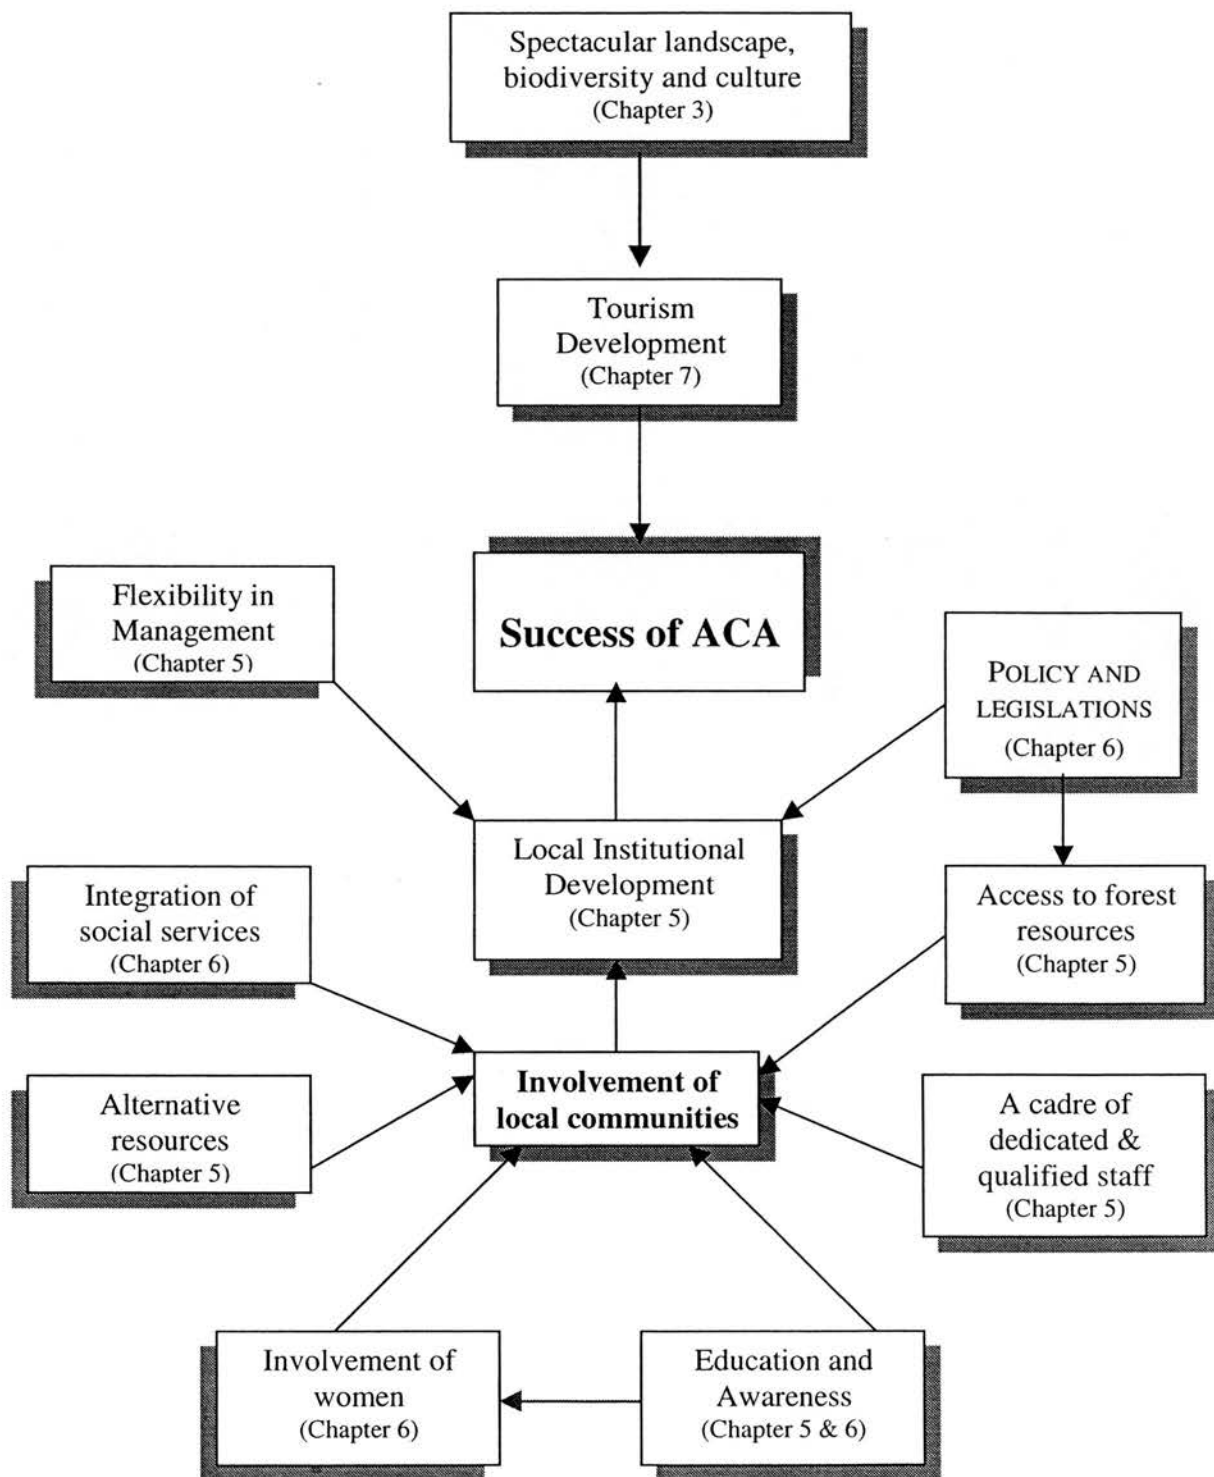 Spectacular landscape,
biodiversity and culture
(Chapter 3)
Tourism
Development
(Chapter 7)
Success of ACA
Flexibility in
Management
(Chapter 5)
POLICY AND
LEGISLATIONS
(Chapter 6)
Local Institutional
Development
(Chapter 5)
Integration of
social services
(Chapter 6)
Access to forest
resources
(Chapter 5)
Involvement of
local communities
Alternative
resources
(Chapter 5)
A cadre of
dedicated &
qualified staff
(Chapter 5)
Involvement of
women
(Chapter 6)
Education and
Awareness
(Chapter 5 & 6)